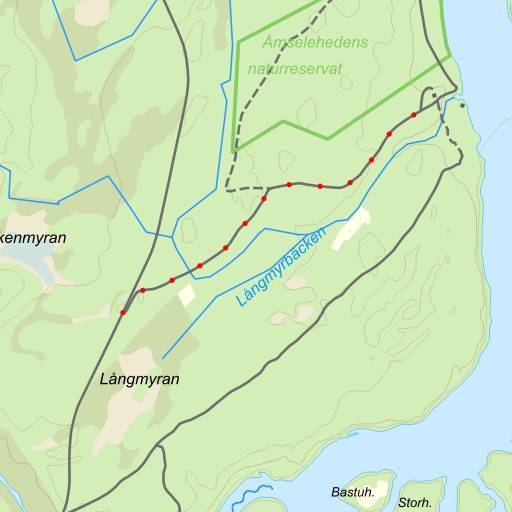 Åmselehedens
naturreservat
kenmyran
Långmyrbäcken
Långmyran
Bastuh.
Storh.